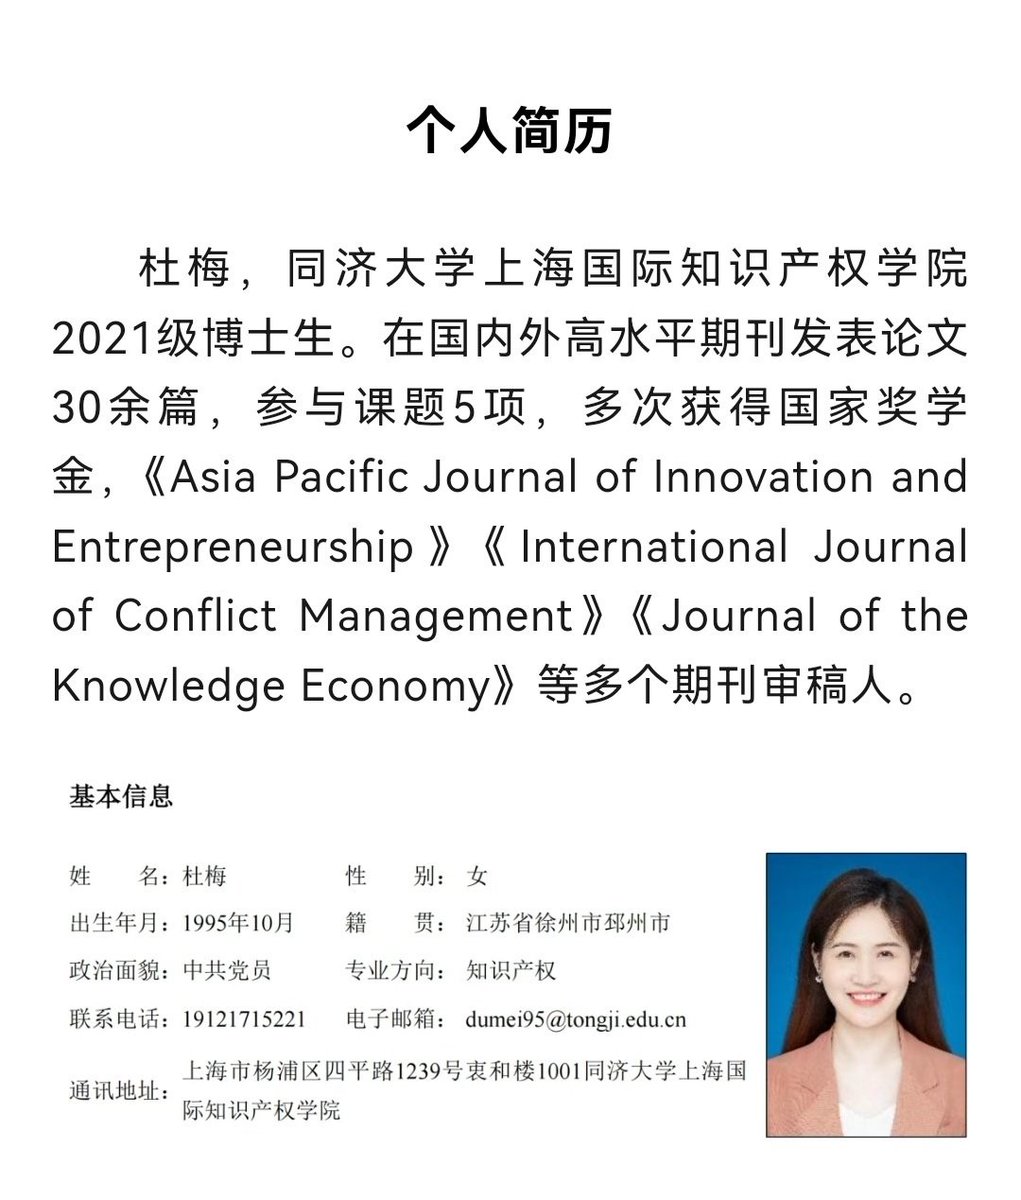 个人简历
杜梅，同济大学上海国际知识产权学院
2021级博士生。在国内外高水平期刊发表论文
30余篇，参与课题5项，多次获得国家奖学
金，《Asia Pacific Journal of Innovation and
Entrepreneurship》《International Journal
of Conflict Management》《Journal of the
Knowledge Economy》等多个期刊审稿人。
基本信息
姓 名：杜梅 性 别：女
出生年月：1995年10月 籍 贯：江苏省徐州市邳州市
政治面貌：中共党员 专业方向：知识产权
联系电话：19121715221 电子邮箱：dumei95@tongji.edu.cn
通讯地址：上海市杨浦区四平路1239号衷和楼1001同济大学上海国
际知识产权学院